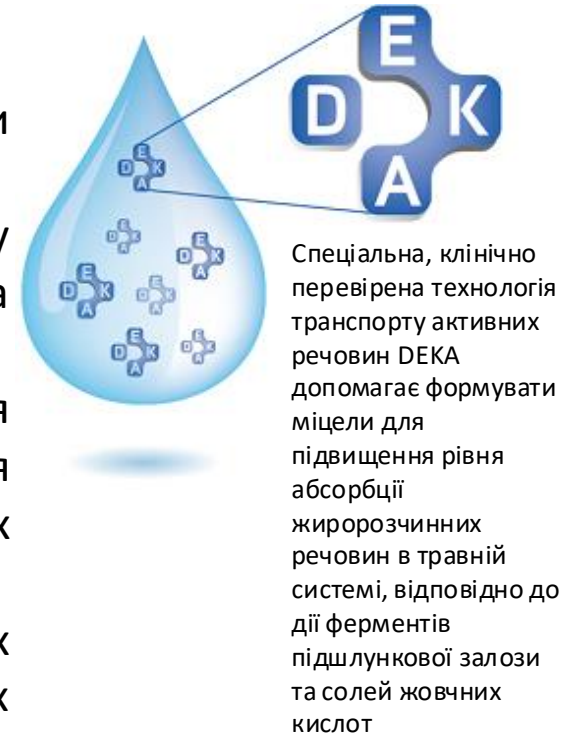 E
D K
A
E
D K
A
E
D K
A
E
D K
A
E
D K
A
E
D K
A
E
D K
A
E
D K
A
и
у
а
я
я
х
х
х
Спеціальна, клінічно
перевірена технологія
транспорту активних
речовин DEKA
допомагає формувати
міцели для
підвищення рівня
абсорбції
жиророзчинних
речовин в травній
системі, відповідно до
дії ферментів
підшлункової залози
та солей жовчних
кислот